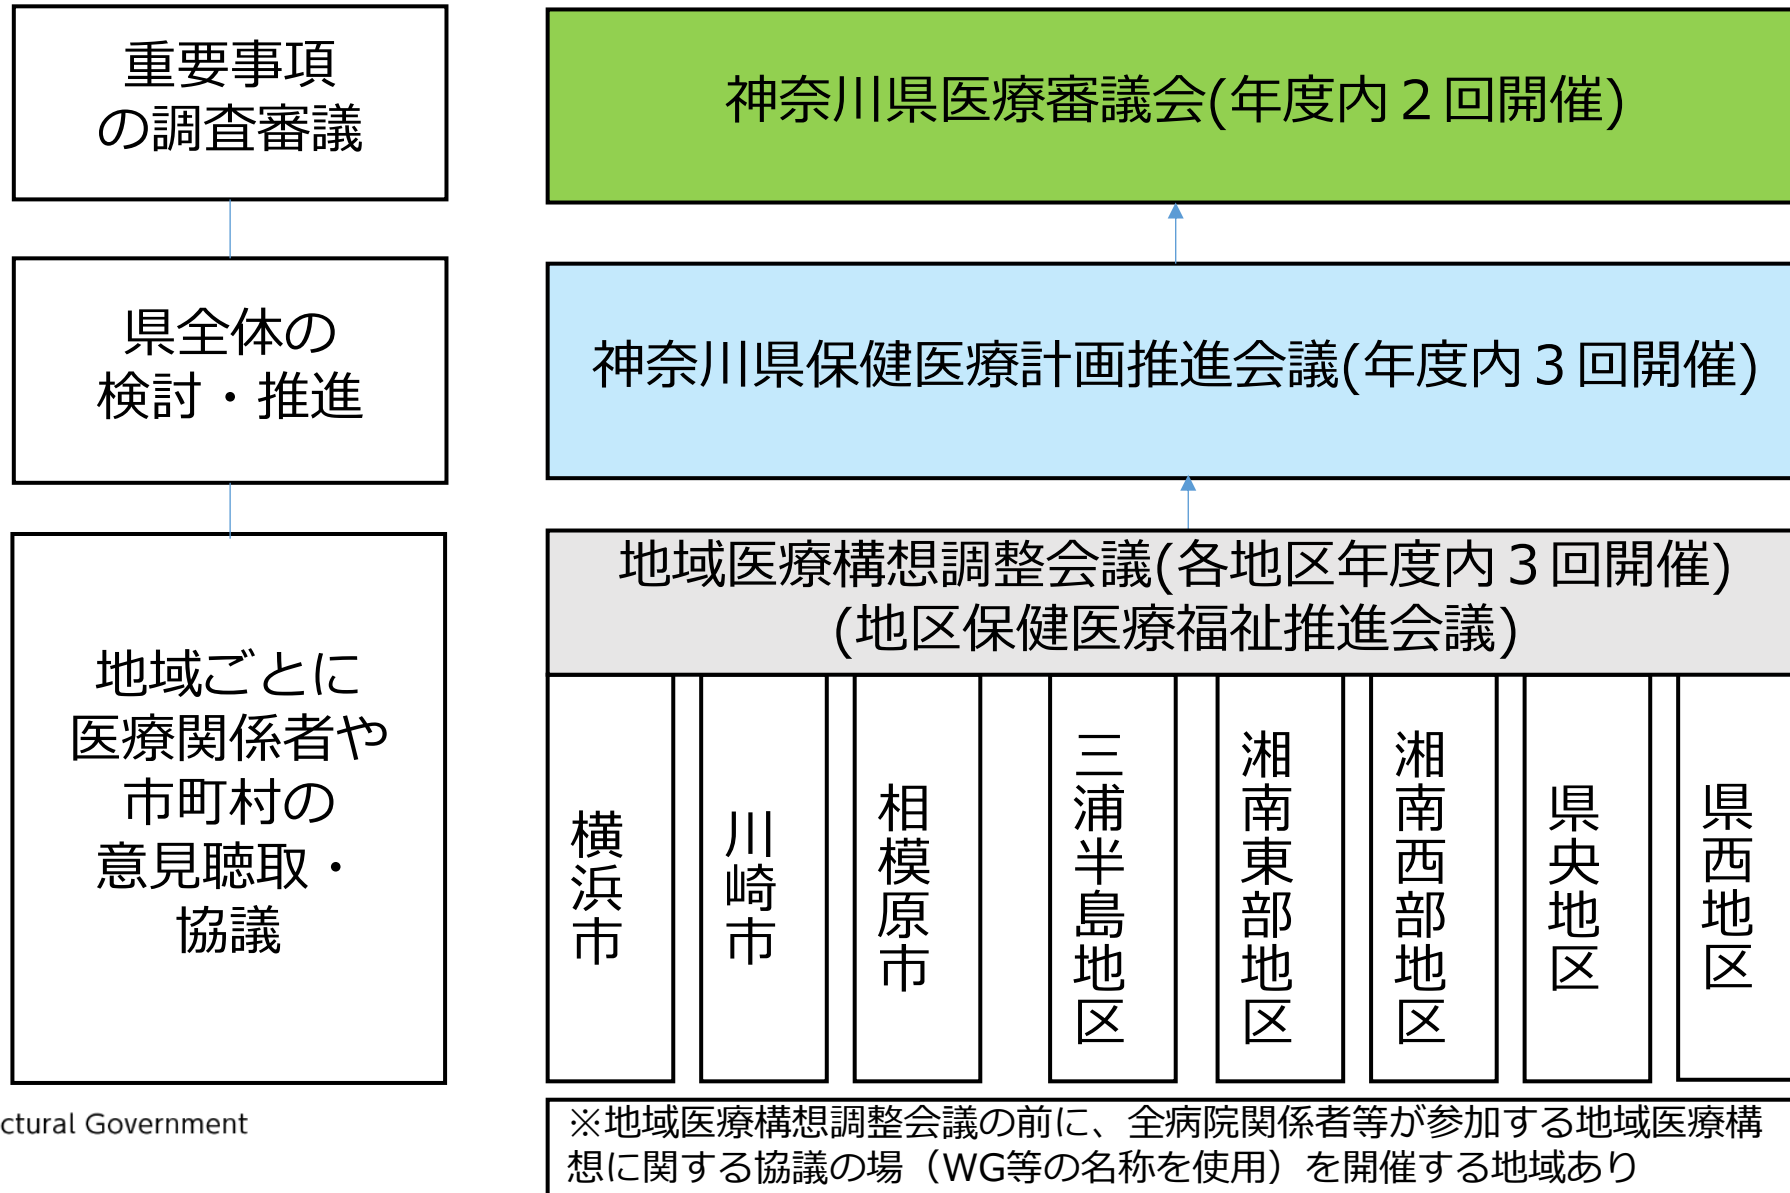 重要事項
の調査審議
神奈川県医療審議会(年度内２回開催)
県全体の
検討・推進
神奈川県保健医療計画推進会議(年度内３回開催)
地域ごとに
医療関係者や
市町村の
意見聴取・
協議
地域医療構想調整会議(各地区年度内３回開催)
(地区保健医療福祉推進会議)
横浜市
川崎市
相模原市
三浦半島地区
湘南東部地区
湘南西部地区
県央地区
県西地区
ctural Government
※地域医療構想調整会議の前に、全病院関係者等が参加する地域医療構
想に関する協議の場（WG等の名称を使用）を開催する地域あり